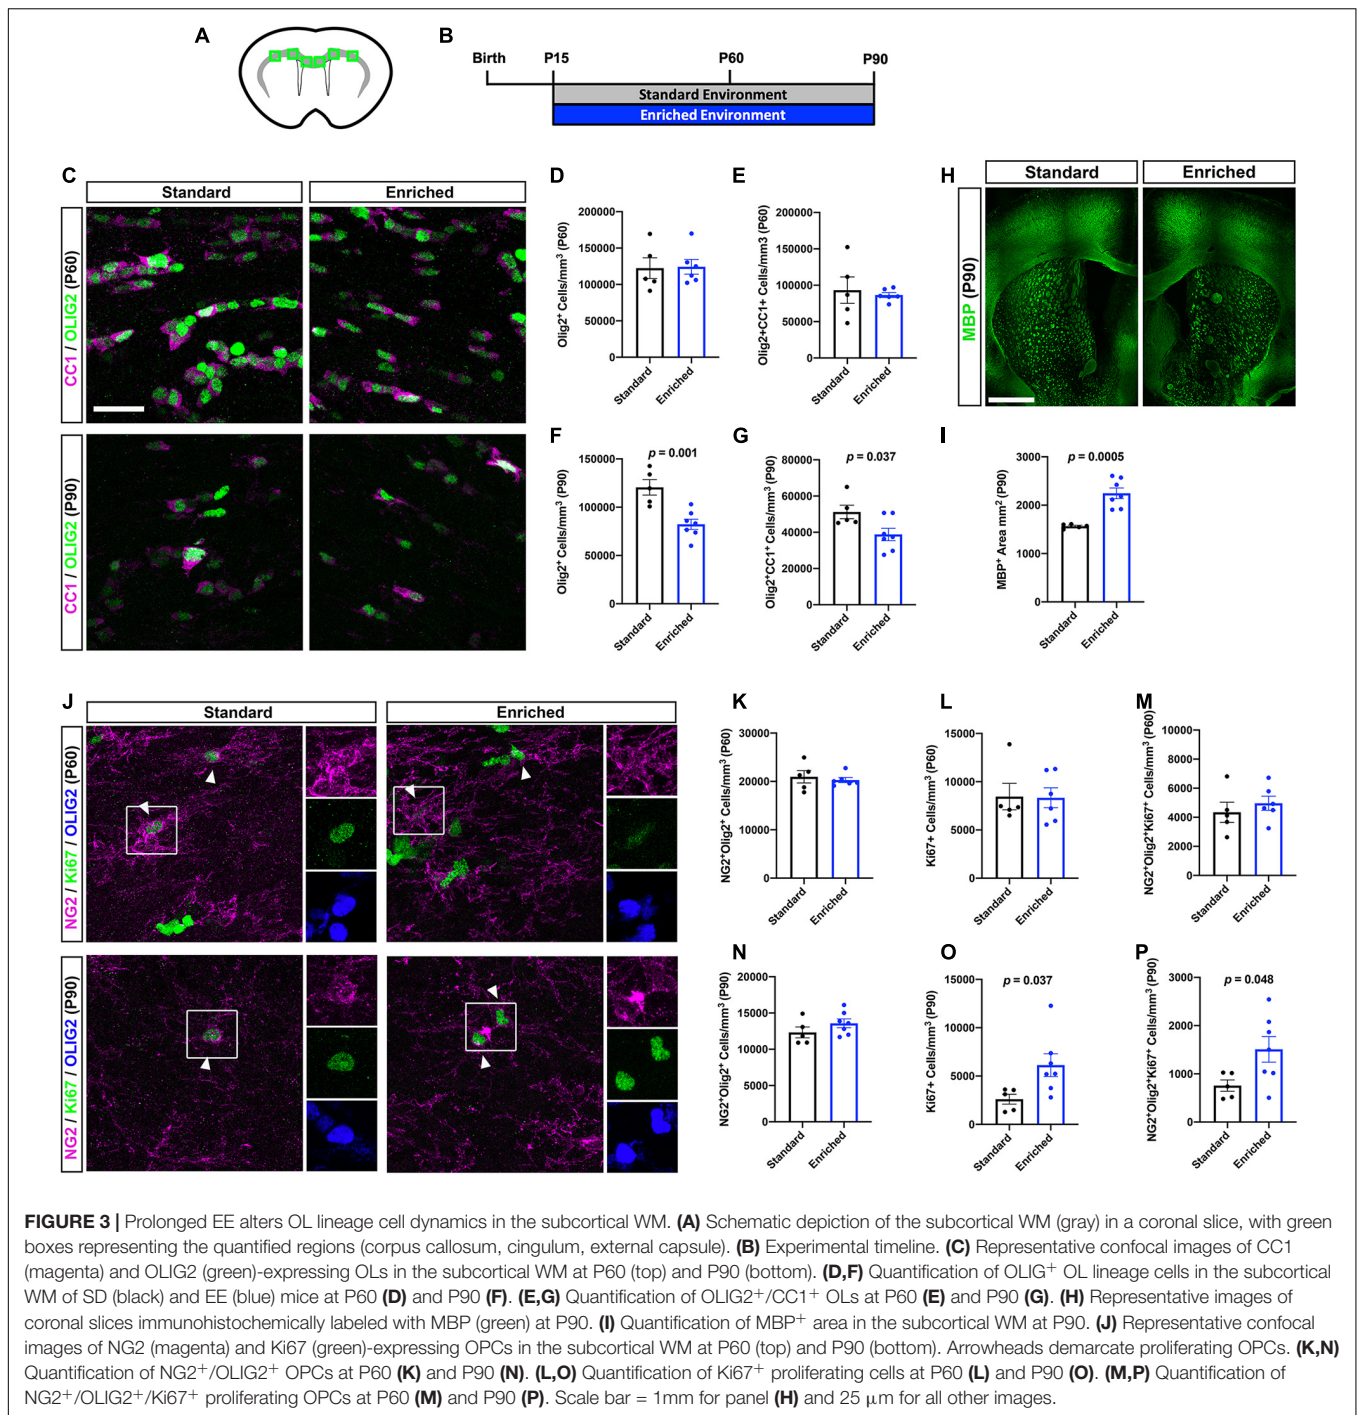 A
B
Birth P15 P60 P90
Standard Environment
Enriched Environment
C
Standard Enriched
CC1 / OLIG2 (P60)
CC1 / OLIG2 (P90)
D
Olig2⁺ Cells/mm³ (P60)
200000
150000
100000
50000
0
Standard
Enriched
E
Olig2+CC1+ Cells/mm3 (P60)
200000
150000
100000
50000
0
Standard
Enriched
H
Standard Enriched
MBP (P90)
F
Olig2⁺ Cells/mm³ (P90)
p = 0.001
150000
100000
50000
0
Standard
Enriched
G
Olig2⁺CC1⁺ Cells/mm³ (P90)
p = 0.037
80000
60000
40000
20000
0
Standard
Enriched
I
MBP⁺ Area mm² (P90)
p = 0.0005
3000
2000
1000
0
Standard
Enriched
J
Standard Enriched
NG2 / Ki67 / OLIG2 (P60)
NG2 / Ki67 / OLIG2 (P90)
K
NG2⁺Olig2⁺ Cells/mm³ (P60)
30000
20000
10000
0
Standard
Enriched
L
Ki67+ Cells/mm³ (P60)
15000
10000
5000
0
Standard
Enriched
M
NG2⁺Olig2⁺Ki67⁺ Cells/mm³ (P60)
10000
8000
6000
4000
2000
0
Standard
Enriched
N
NG2⁺Olig2⁺ Cells/mm³ (P90)
20000
15000
10000
5000
0
Standard
Enriched
O
Ki67+ Cells/mm³ (P90)
p = 0.037
15000
10000
5000
0
Standard
Enriched
P
NG2⁺Olig2⁺Ki67⁺ Cells/mm³ (P90)
p = 0.048
3000
2000
1000
0
Standard
Enriched
FIGURE 3 | Prolonged EE alters OL lineage cell dynamics in the subcortical WM. (A) Schematic depiction of the subcortical WM (gray) in a coronal slice, with green
boxes representing the quantified regions (corpus callosum, cingulum, external capsule). (B) Experimental timeline. (C) Representative confocal images of CC1
(magenta) and OLIG2 (green)-expressing OLs in the subcortical WM at P60 (top) and P90 (bottom). (D,F) Quantification of OLIG⁺ OL lineage cells in the subcortical
WM of SD (black) and EE (blue) mice at P60 (D) and P90 (F). (E,G) Quantification of OLIG2⁺/CC1⁺ OLs at P60 (E) and P90 (G). (H) Representative images of
coronal slices immunohistochemically labeled with MBP (green) at P90. (I) Quantification of MBP⁺ area in the subcortical WM at P90. (J) Representative confocal
images of NG2 (magenta) and Ki67 (green)-expressing OPCs in the subcortical WM at P60 (top) and P90 (bottom). Arrowheads demarcate proliferating OPCs. (K,N)
Quantification of NG2⁺/OLIG2⁺ OPCs at P60 (K) and P90 (N). (L,O) Quantification of Ki67⁺ proliferating cells at P60 (L) and P90 (O). (M,P) Quantification of
NG2⁺/OLIG2⁺/Ki67⁺ proliferating OPCs at P60 (M) and P90 (P). Scale bar = 1mm for panel (H) and 25 μm for all other images.